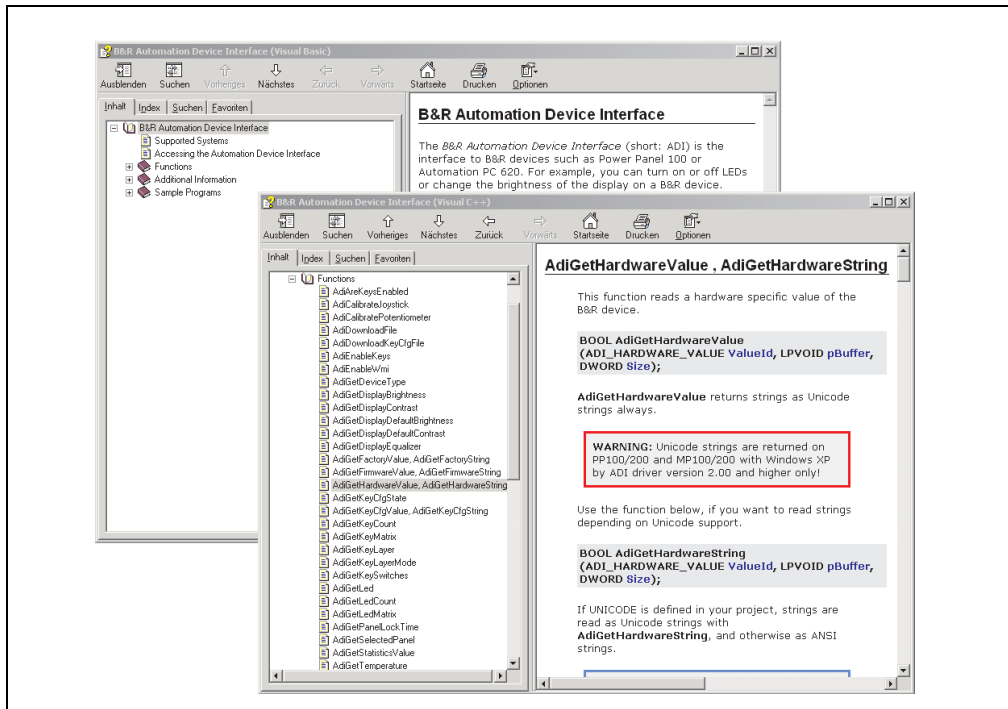 B&R Automation Device Interface (Visual Basic)
Ausblenden Suchen Vorheriges Nächstes Zurück Vorwärts Startseite Drucken Optionen
Inhalt Index Suchen Favoriten
B&R Automation Device Interface
Supported Systems
Accessing the Automation Device Interface
Functions
Additional Information
Sample Programs
B&R Automation Device Interface
The B&R Automation Device Interface (short: ADI) is the
interface to B&R devices such as Power Panel 100 or
Automation PC 620. For example, you can turn on or off LEDs
or change the brightness of the display on a B&R device.
B&R Automation Device Interface (Visual C++)
Ausblenden Suchen Vorheriges Nächstes Zurück Vorwärts Startseite Drucken Optionen
Inhalt Index Suchen Favoriten
Functions
AdiAreKeysEnabled
AdiCalibrateJoystick
AdiCalibratePotentiometer
AdiDownloadFile
AdiDownloadKeyCfgFile
AdiEnableKeys
AdiEnableWmi
AdiGetDeviceType
AdiGetDisplayBrightness
AdiGetDisplayContrast
AdiGetDisplayDefaultBrightness
AdiGetDisplayDefaultContrast
AdiGetDisplayEqualizer
AdiGetFactoryValue, AdiGetFactoryString
AdiGetFirmwareValue, AdiGetFirmwareString
AdiGetHardwareValue, AdiGetHardwareString
AdiGetKeyCfgState
AdiGetKeyCfgValue, AdiGetKeyCfgString
AdiGetKeyCount
AdiGetKeyMatrix
AdiGetKeyLayer
AdiGetKeyLayerMode
AdiGetKeySwitches
AdiGetLed
AdiGetLedCount
AdiGetLedMatrix
AdiGetPanelLockTime
AdiGetSelectedPanel
AdiGetStatisticsValue
AdiGetTemperature
AdiGetHardwareValue , AdiGetHardwareString
This function reads a hardware specific value of the
B&R device.
BOOL AdiGetHardwareValue
(ADI_HARDWARE_VALUE ValueId, LPVOID pBuffer,
DWORD Size);
AdiGetHardwareValue returns strings as Unicode
strings always.
WARNING: Unicode strings are returned on
PP100/200 and MP100/200 with Windows XP
by ADI driver version 2.00 and higher only!
Use the function below, if you want to read strings
depending on Unicode support.
BOOL AdiGetHardwareString
(ADI_HARDWARE_VALUE ValueId, LPVOID pBuffer,
DWORD Size);
If UNICODE is defined in your project, strings are
read as Unicode strings with
AdiGetHardwareString, and otherwise as ANSI
strings.